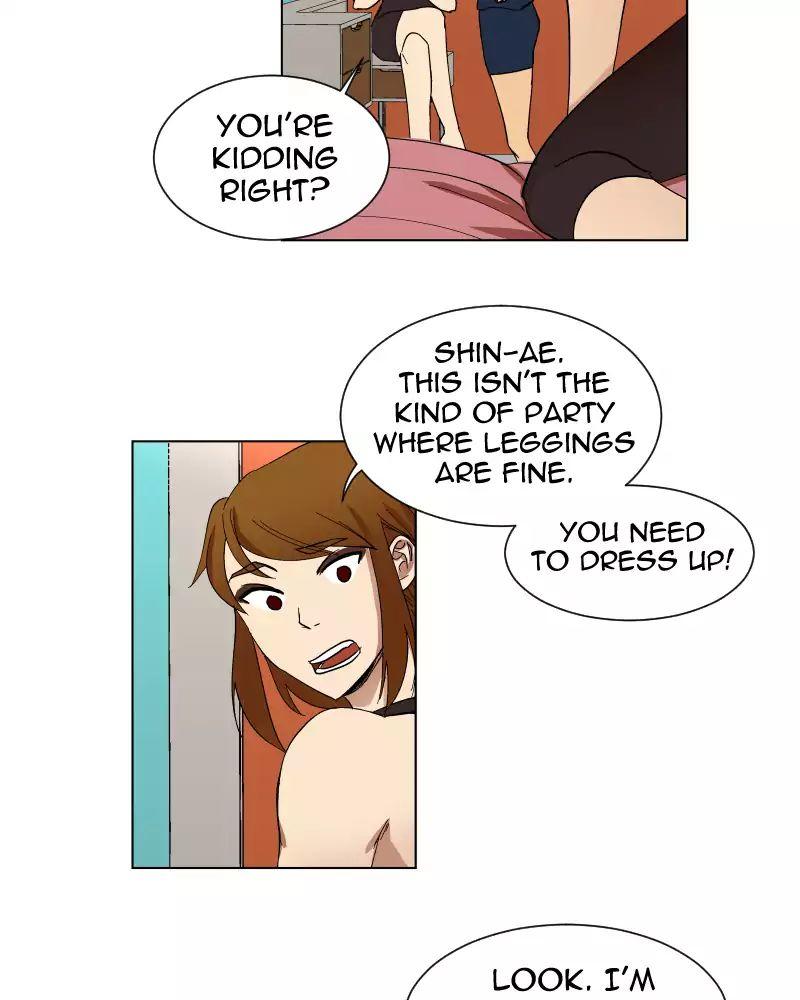 YOU'RE
KIDDING
RIGHT?
SHIN-AE.
THIS ISN'T THE
KIND OF PARTY
WHERE LEGGINGS
ARE FINE.
YOU NEED
TO DRESS UP!
LOOK. I'M